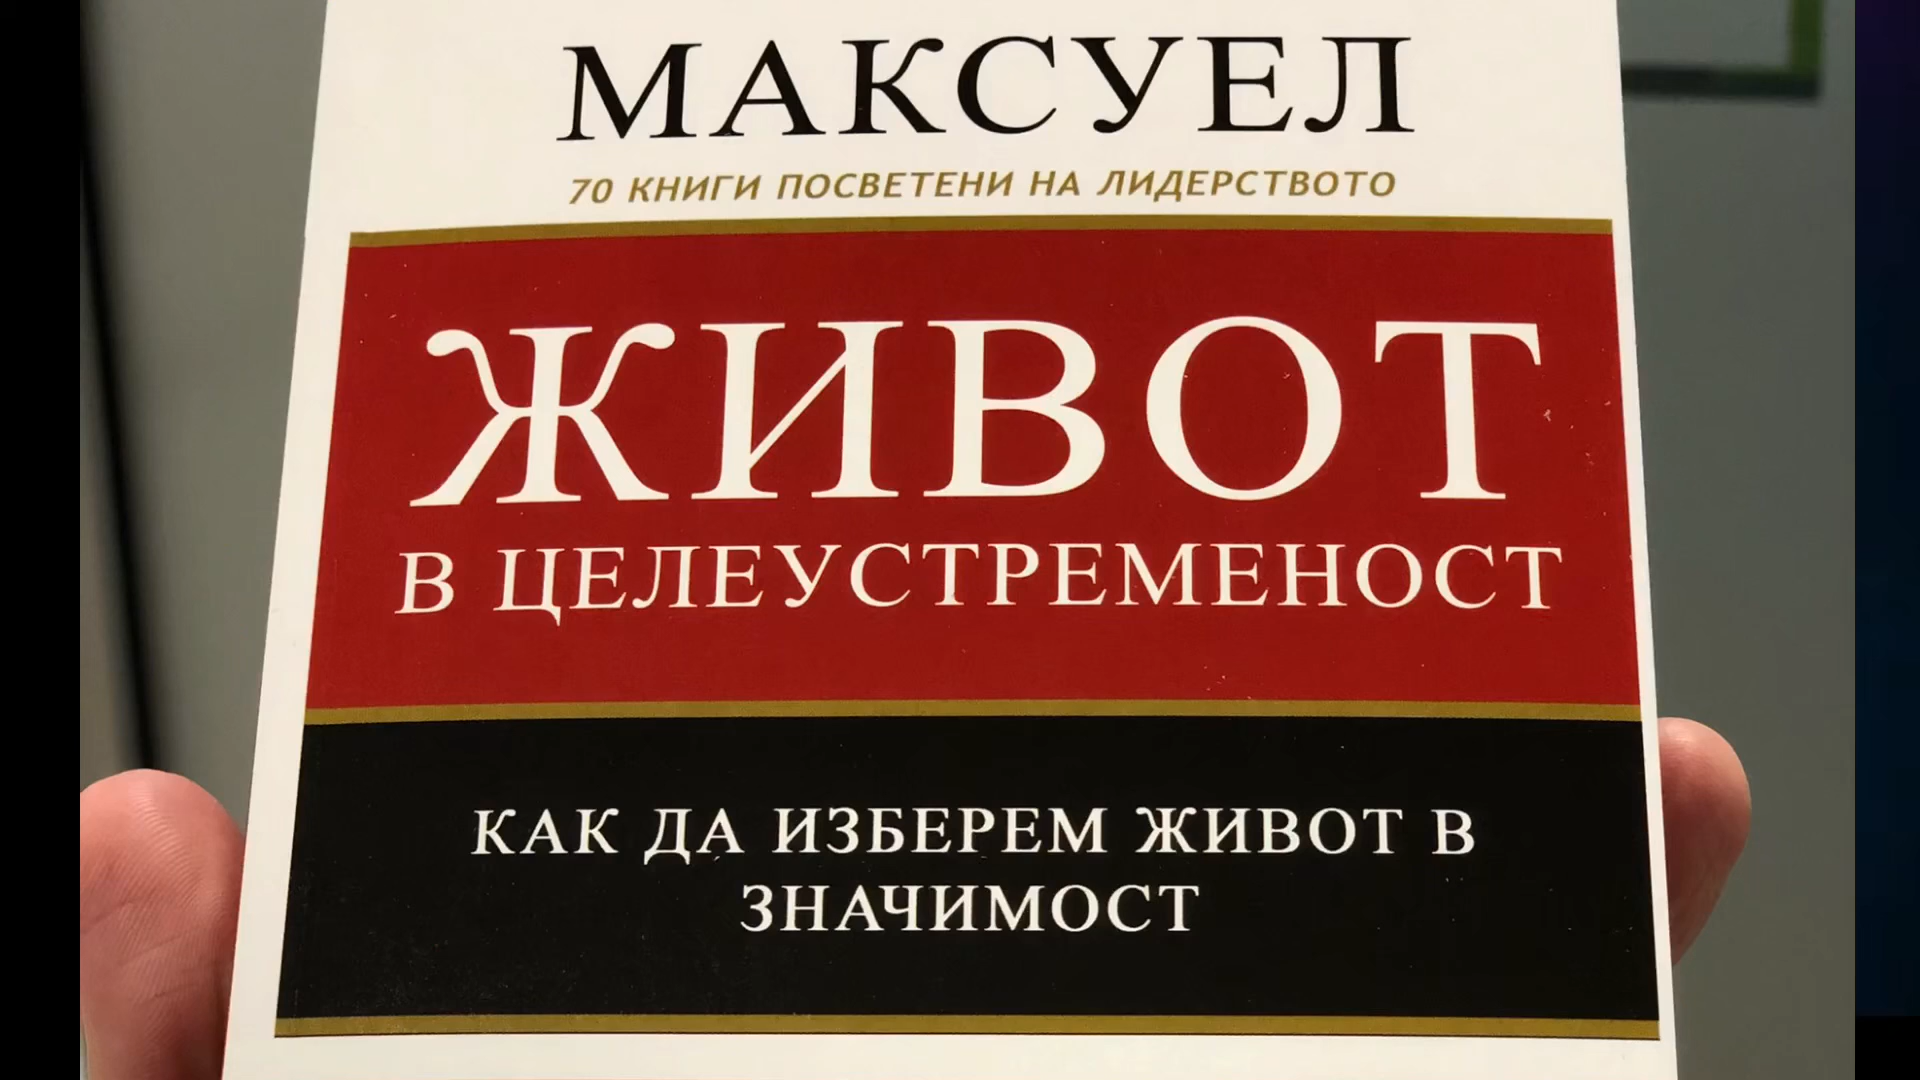 МАКСУЕЛ
70 КНИГИ ПОСВЕТЕНИ НА ЛИДЕРСТВОТО
ЖИВОТ
В ЦЕЛЕУСТРЕМЕНОСТ
КАК ДА ИЗБЕРЕМ ЖИВОТ В
ЗНАЧИМОСТ